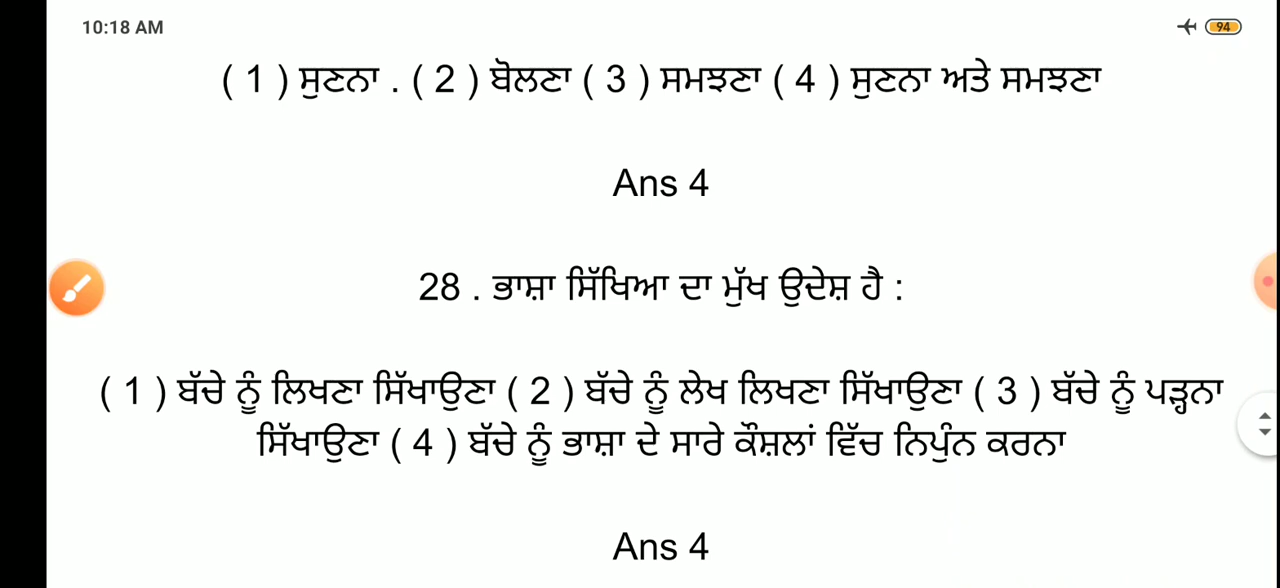 10:18 AM
94
( 1 ) ਸੁਣਨਾ . ( 2 ) ਬੋਲਣਾ ( 3 ) ਸਮਝਣਾ ( 4 ) ਸੁਣਨਾ ਅਤੇ ਸਮਝਣਾ
Ans 4
28 . ਭਾਸ਼ਾ ਸਿੱਖਿਆ ਦਾ ਮੁੱਖ ਉਦੇਸ਼ ਹੈ :
( 1 ) ਬੱਚੇ ਨੂੰ ਲਿਖਣਾ ਸਿੱਖਾਉਣਾ ( 2 ) ਬੱਚੇ ਨੂੰ ਲੇਖ ਲਿਖਣਾ ਸਿੱਖਾਉਣਾ ( 3 ) ਬੱਚੇ ਨੂੰ ਪੜ੍ਹਨਾ
ਸਿੱਖਾਉਣਾ ( 4 ) ਬੱਚੇ ਨੂੰ ਭਾਸ਼ਾ ਦੇ ਸਾਰੇ ਕੌਸ਼ਲਾਂ ਵਿੱਚ ਨਿਪੁੰਨ ਕਰਨਾ
Ans 4